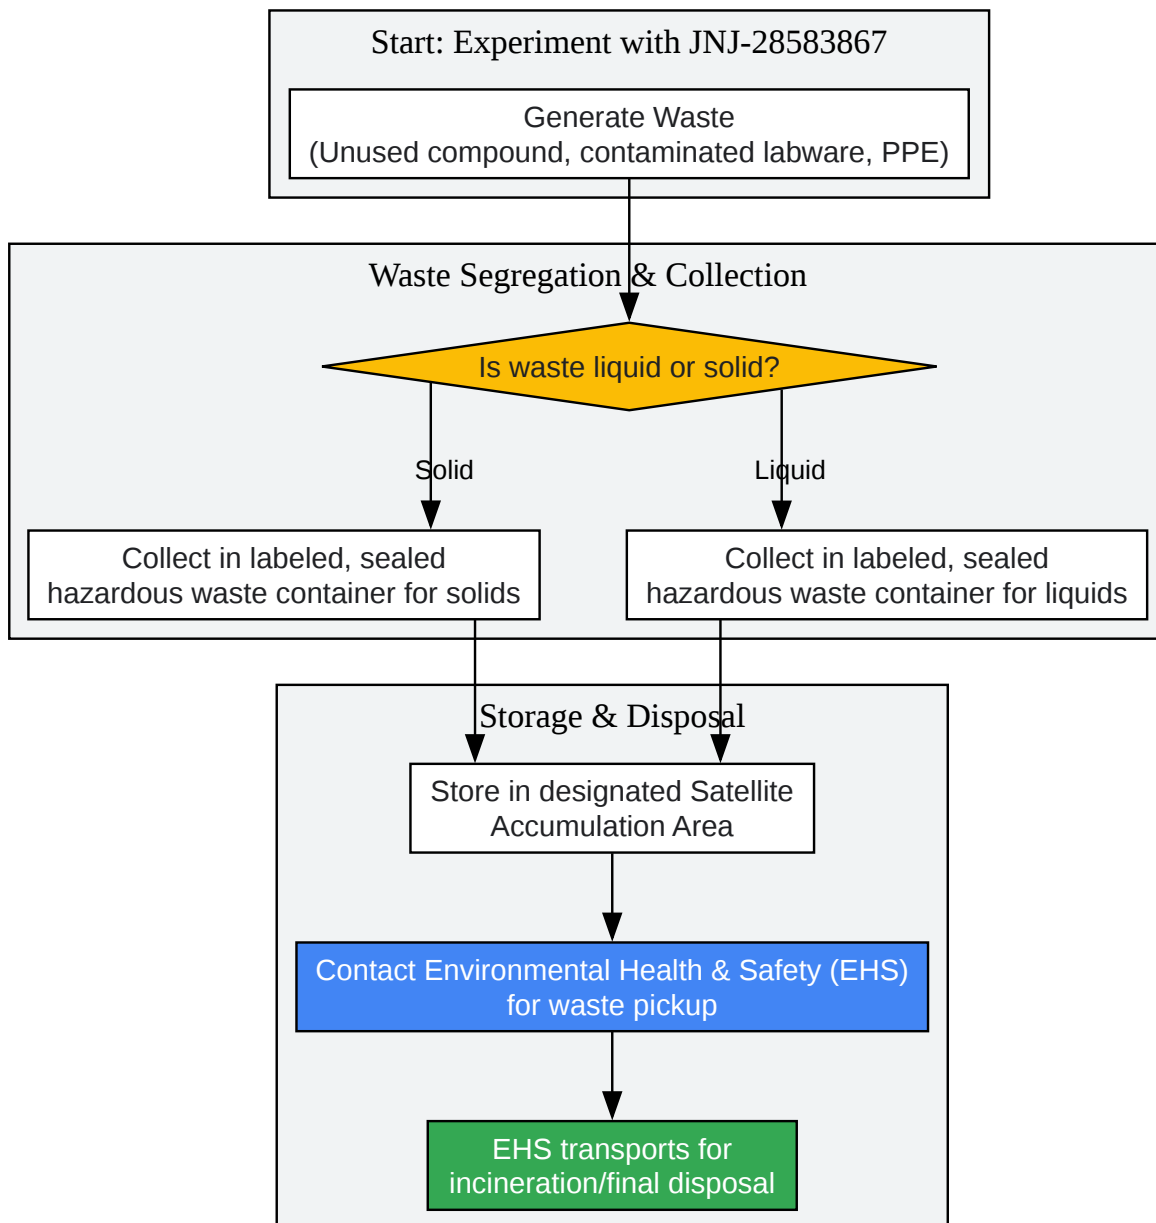 Start: Experiment with JNJ-28583867
Generate Waste
(Unused compound, contaminated labware, PPE)
Waste Segregation & Collection
Is waste liquid or solid?
Solid
Liquid
Collect in labeled, sealed
hazardous waste container for solids
Collect in labeled, sealed
hazardous waste container for liquids
Storage & Disposal
Store in designated Satellite
Accumulation Area
Contact Environmental Health & Safety (EHS)
for waste pickup
EHS transports for
incineration/final disposal